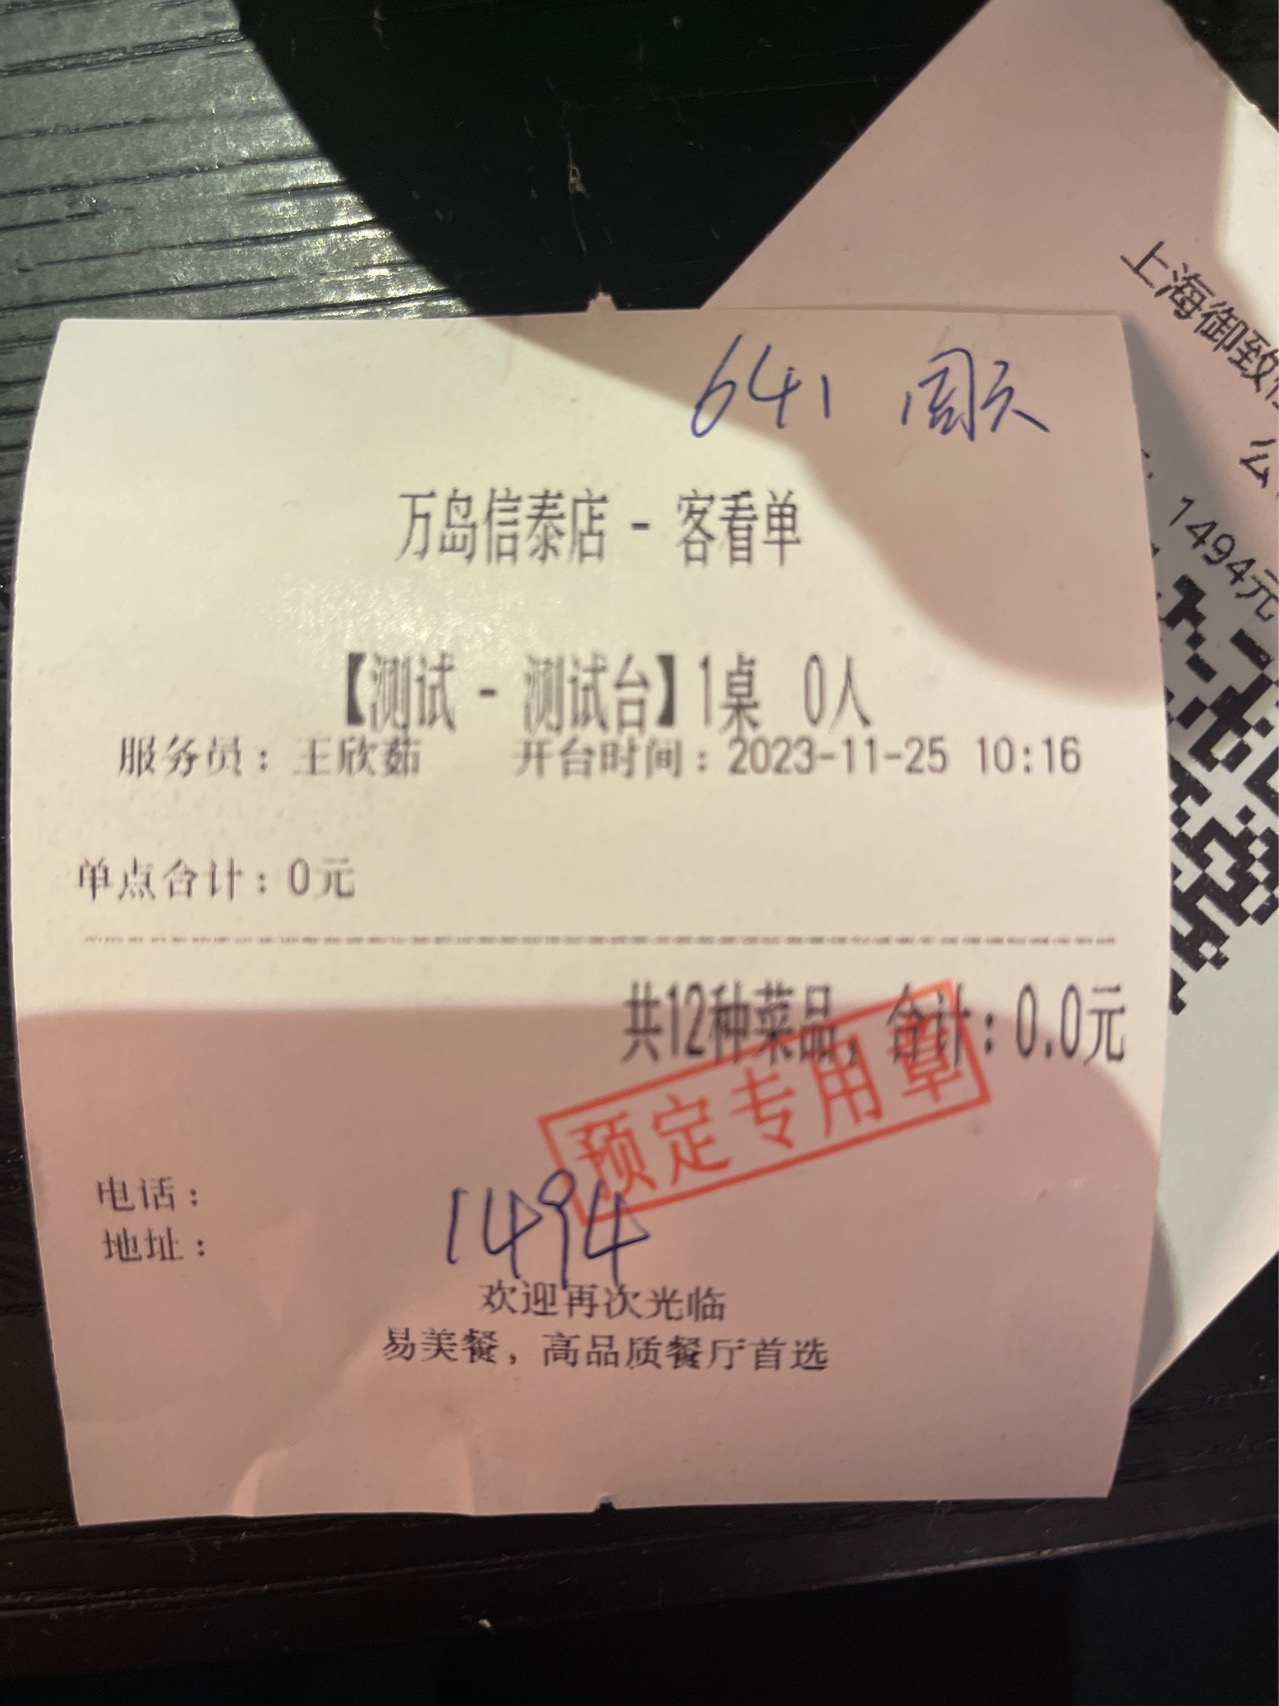 641 周天
万岛信泰店 - 客看单
【测试 - 测试台】1桌 0人
服务员：王欣茹 开台时间：2023-11-25 10:16
单点合计：0元
共12种菜品，合计：0.0元
预定专用章
电话：
地址：
1494
欢迎再次光临
易美餐，高品质餐厅首选
上海御致
公
1494元